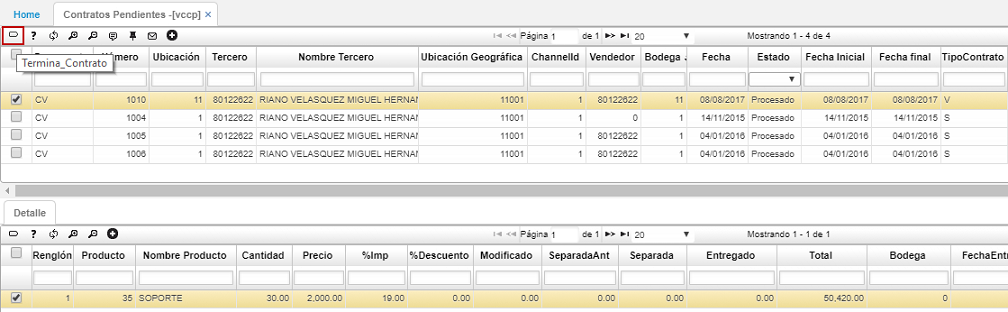 Home Contratos Pendientes -[vccp] ×
? Página 1 de 1 20 Mostrando 1 - 4 de 4
Número Ubicación Tercero Nombre Tercero Ubicación Geográfica ChannelId Vendedor Bodega . Fecha Estado Fecha Inicial Fecha final TipoContrato
Termina_Contrato
CV 1010 11 80122622 RIANO VELASQUEZ MIGUEL HERNAN 11001 1 80122622 11 08/08/2017 Procesado 08/08/2017 08/08/2017 V
CV 1004 1 80122622 RIANO VELASQUEZ MIGUEL HERNAN 11001 1 0 1 14/11/2015 Procesado 14/11/2015 14/11/2015 S
CV 1005 1 80122622 RIANO VELASQUEZ MIGUEL HERNAN 11001 1 80122622 1 04/01/2016 Procesado 04/01/2016 04/01/2016 S
CV 1006 1 80122622 RIANO VELASQUEZ MIGUEL HERNAN 11001 1 80122622 1 04/01/2016 Procesado 04/01/2016 04/01/2016 S
Detalle
? Página 1 de 1 20 Mostrando 1 - 1 de 1
Renglón Producto Nombre Producto Cantidad Precio %Imp %Descuento Modificado SeparadaAnt Separada Entregado Total Bodega FechaEntr
1 35 SOPORTE 30.00 2,000.00 19.00 0.00 0.00 0.00 0.00 0.00 50,420.00 0